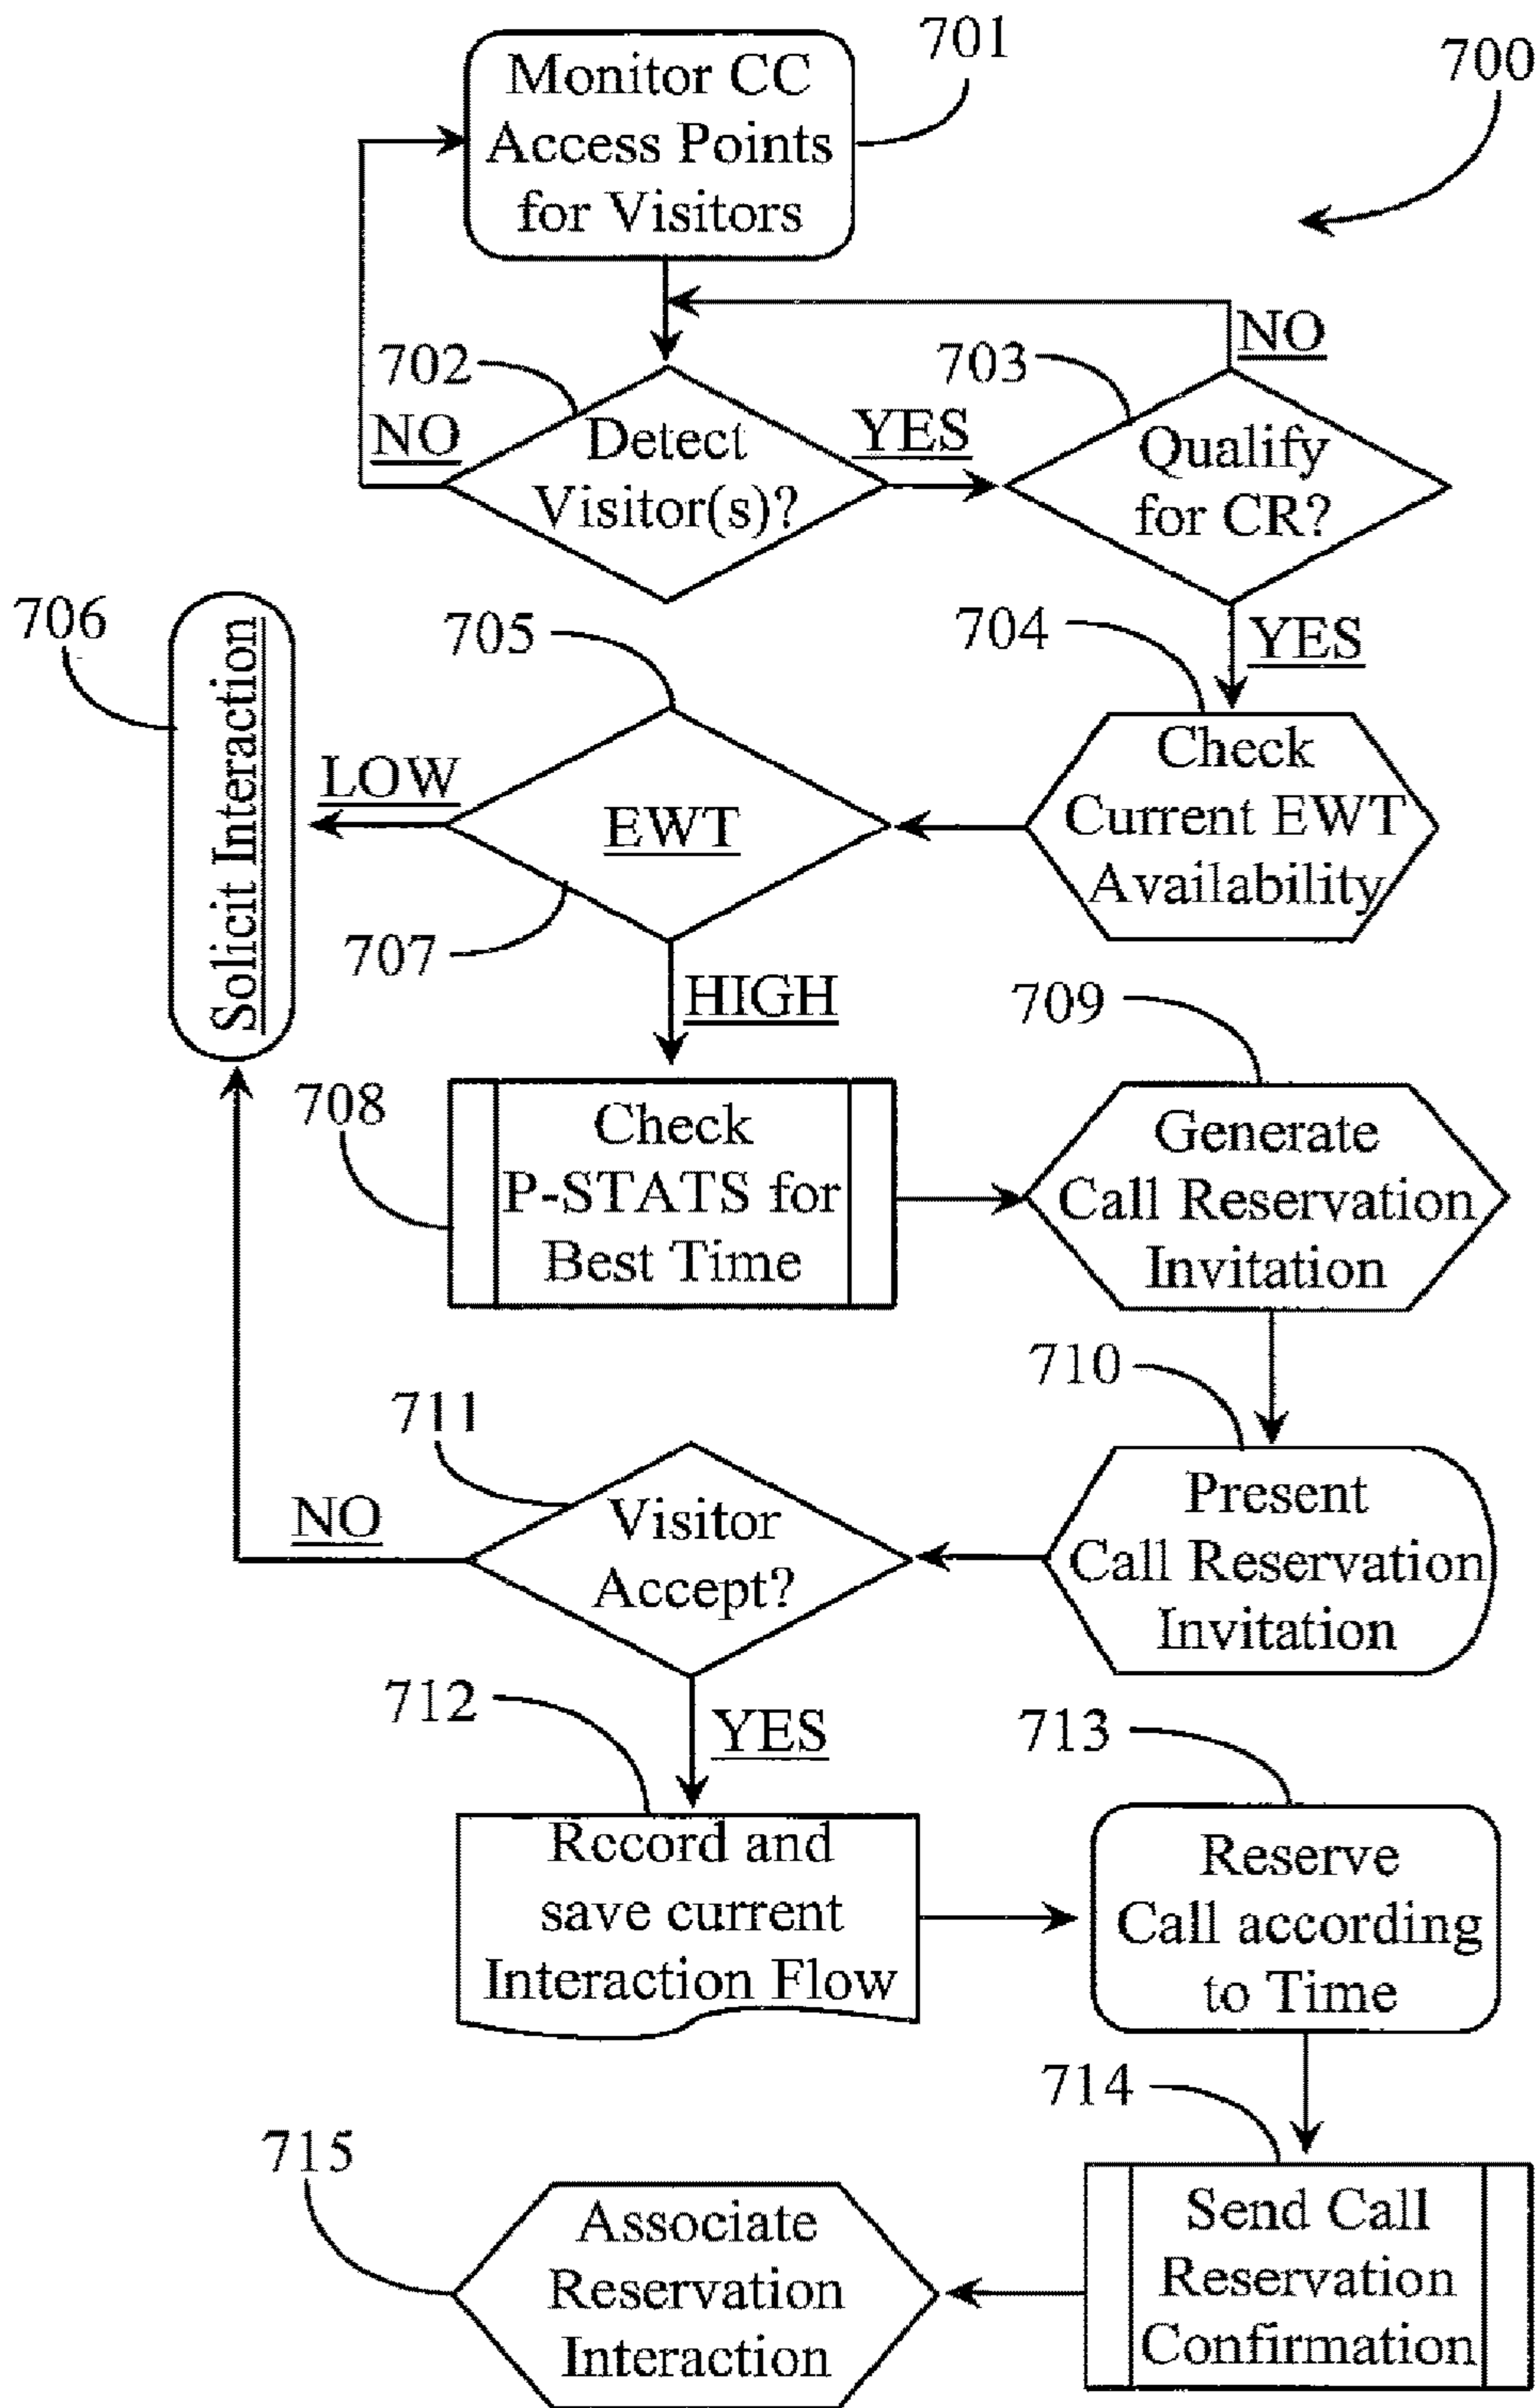 701
700
Monitor CC
Access Points
for Visitors
702
703
NO
NO
Detect
Visitor(s)?
YES
Qualify
for CR?
706
705
704
YES
Solicit Interaction
LOW
EWT
Check
Current EWT
Availability
707
HIGH
709
708
Check
P-STATS for
Best Time
Generate
Call Reservation
Invitation
710
711
NO
Visitor
Accept?
Present
Call Reservation
Invitation
712
YES
713
Record and
save current
Interaction Flow
Reserve
Call according
to Time
714
715
Associate
Reservation
Interaction
Send Call
Reservation
Confirmation